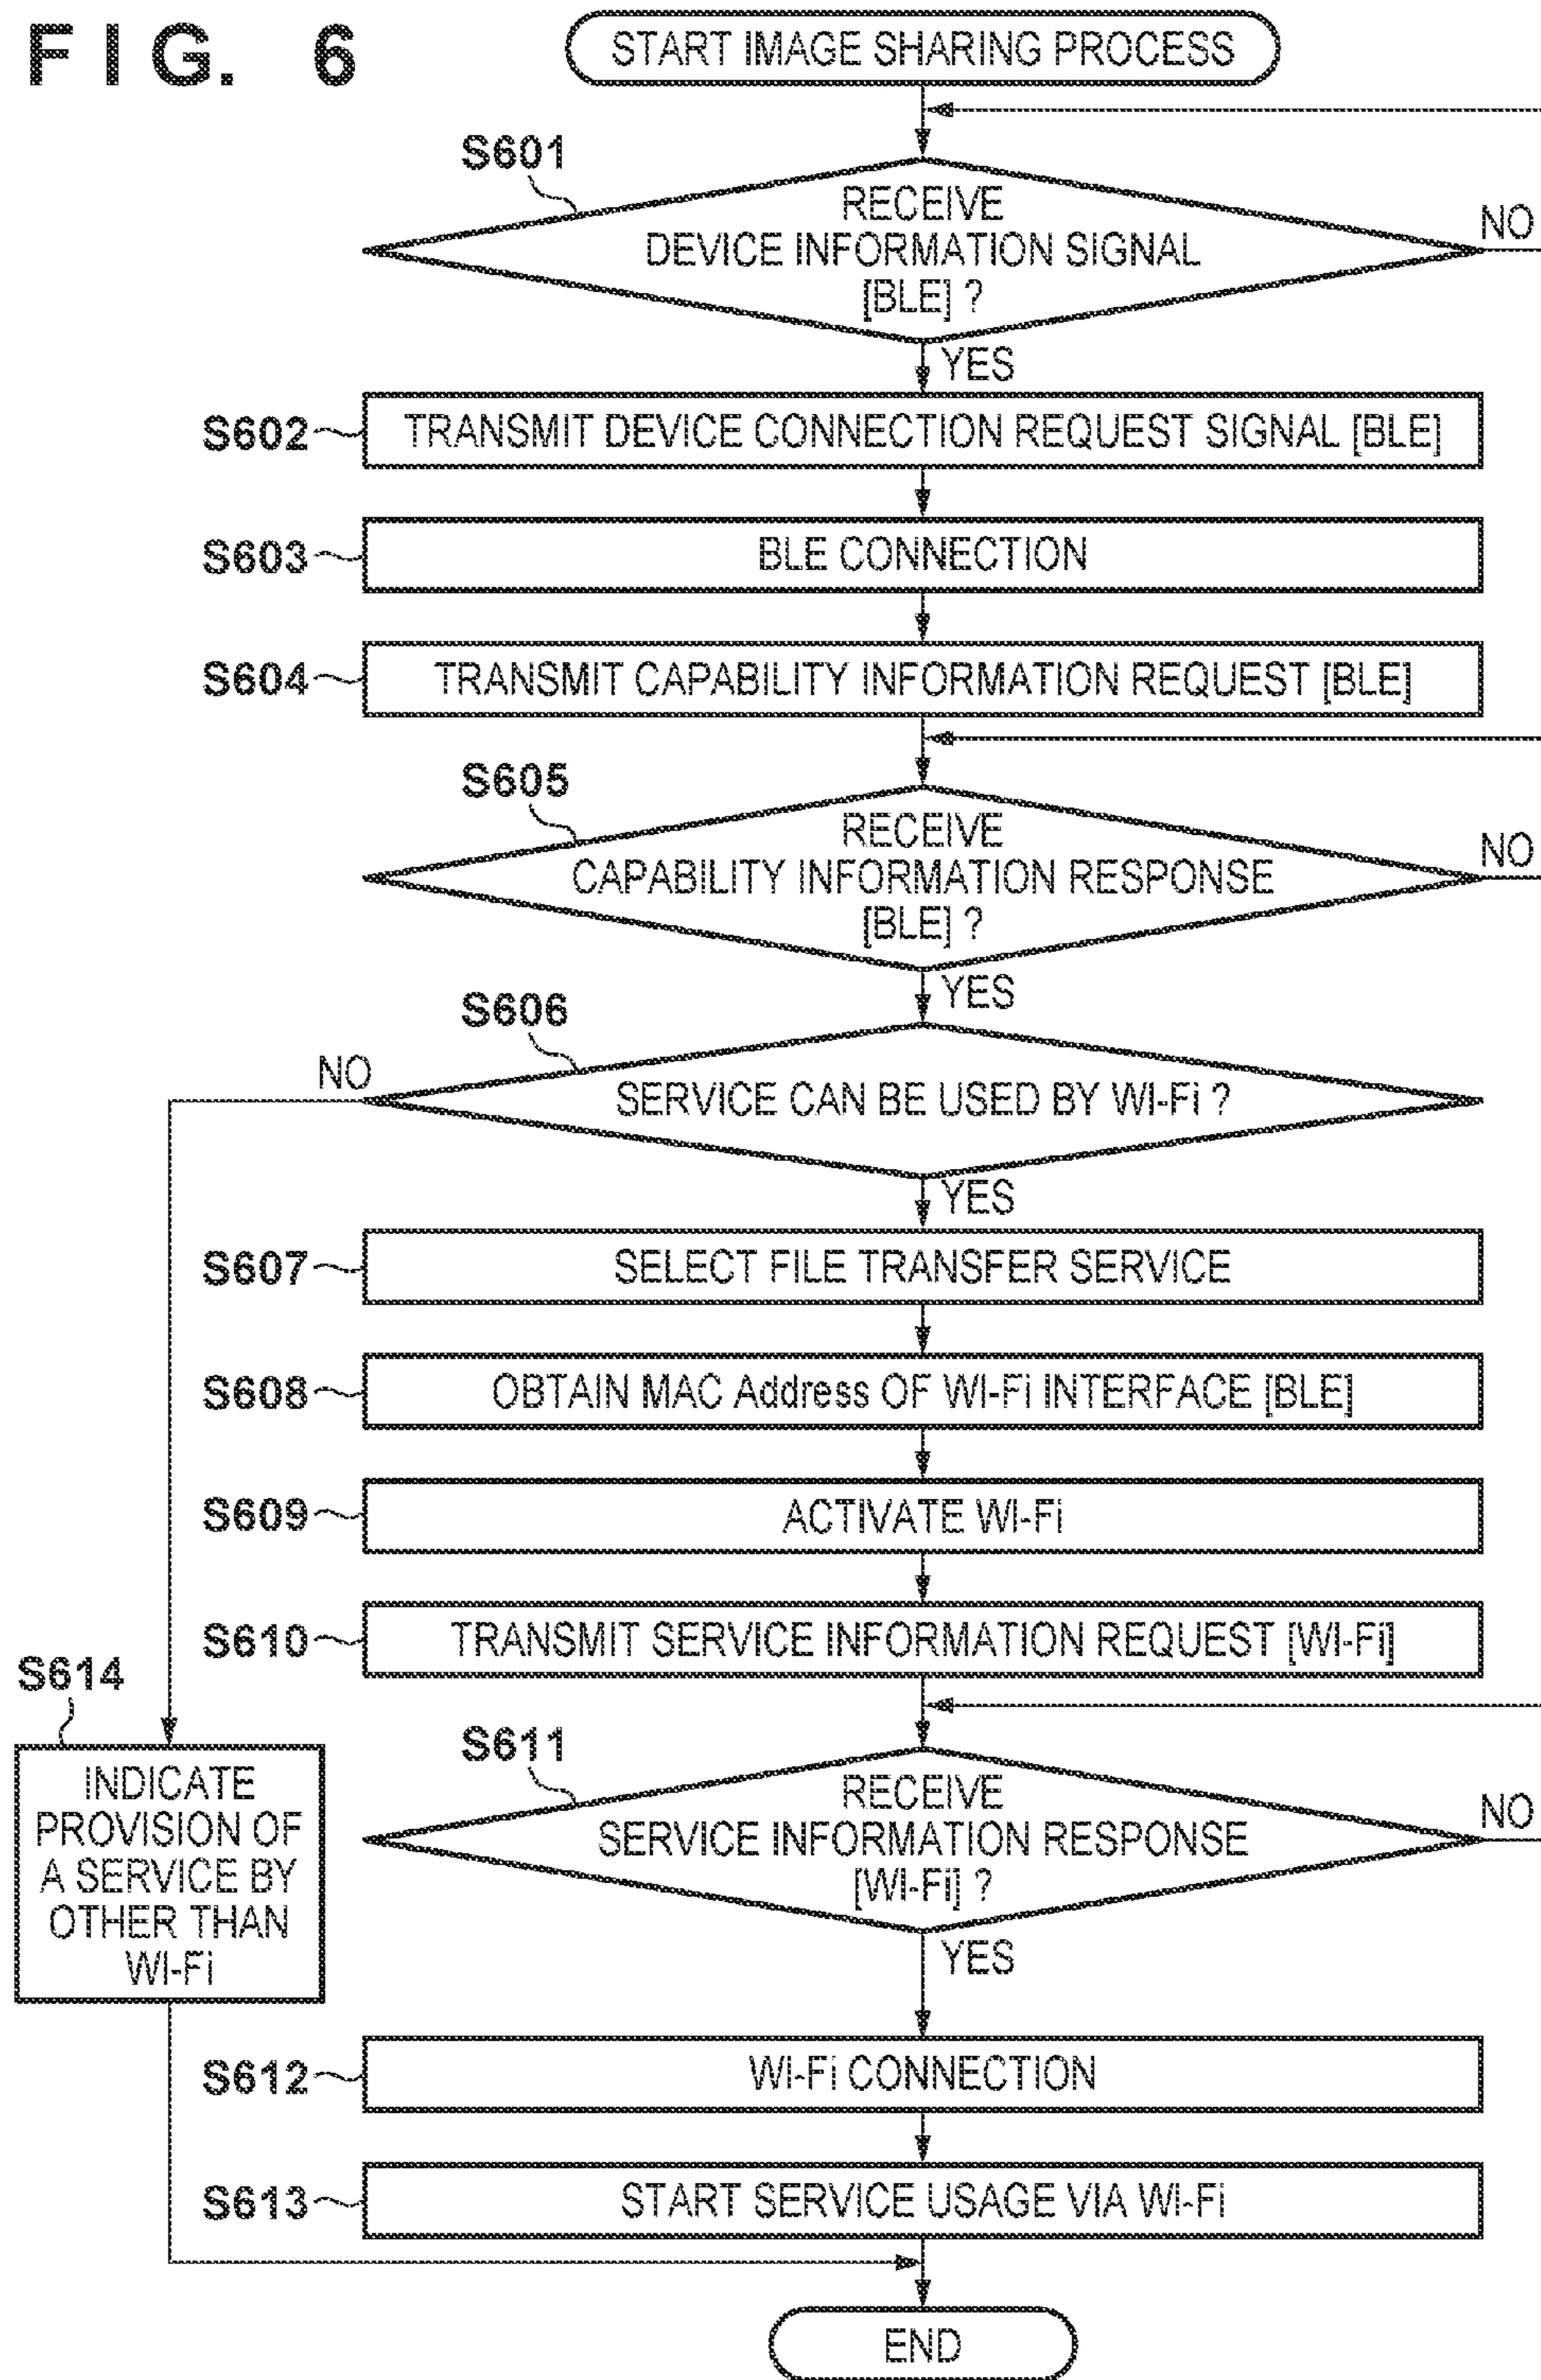 FIG. 6
START IMAGE SHARING PROCESS
S601
RECEIVE
DEVICE INFORMATION SIGNAL
[BLE] ?
NO
YES
S602
TRANSMIT DEVICE CONNECTION REQUEST SIGNAL [BLE]
S603
BLE CONNECTION
S604
TRANSMIT CAPABILITY INFORMATION REQUEST [BLE]
S605
RECEIVE
CAPABILITY INFORMATION RESPONSE
[BLE] ?
NO
YES
S606
NO
SERVICE CAN BE USED BY WI-Fi ?
YES
S607
SELECT FILE TRANSFER SERVICE
S608
OBTAIN MAC Address OF WI-Fi INTERFACE [BLE]
S609
ACTIVATE WI-Fi
S610
TRANSMIT SERVICE INFORMATION REQUEST [WI-Fi]
S614
INDICATE
PROVISION OF
A SERVICE BY
OTHER THAN
WI-Fi
S611
RECEIVE
SERVICE INFORMATION RESPONSE
[WI-Fi] ?
NO
YES
S612
WI-Fi CONNECTION
S613
START SERVICE USAGE VIA WI-Fi
END